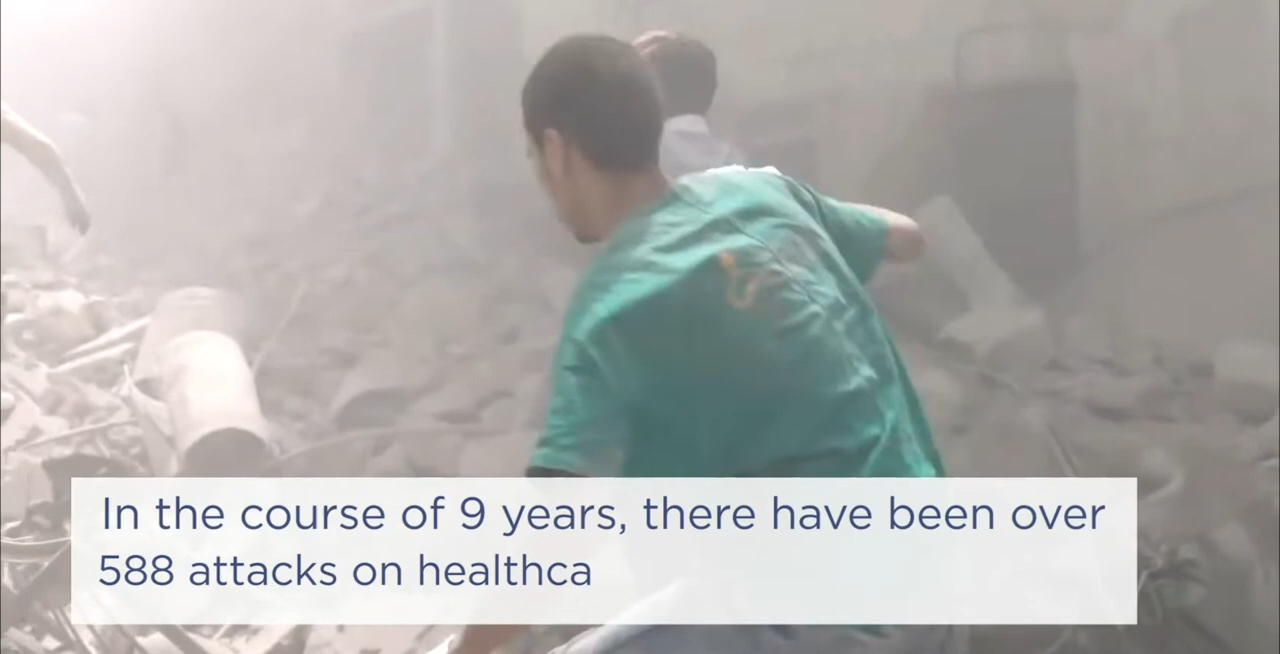 In the course of 9 years, there have been over
588 attacks on healthca